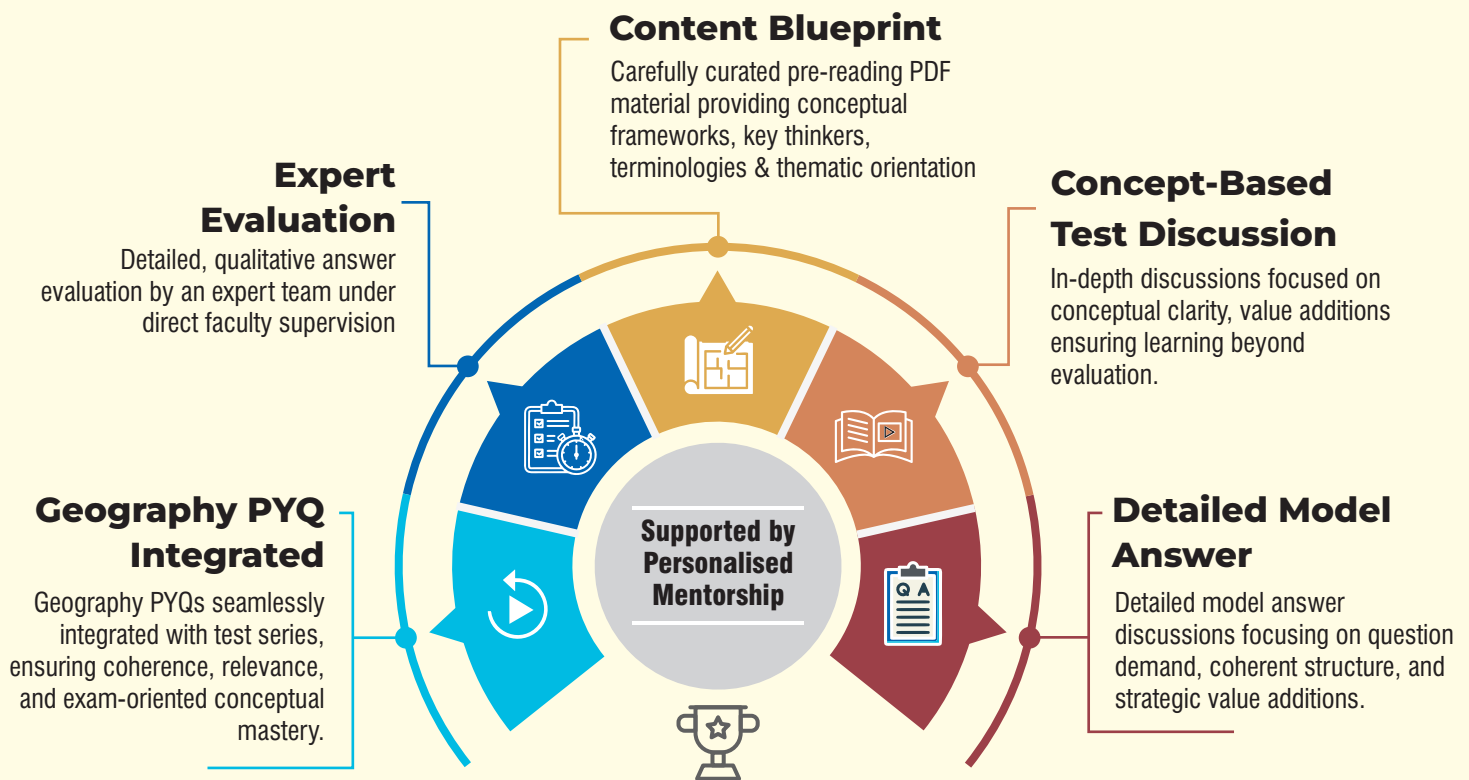 Content Blueprint
Carefully curated pre-reading PDF
material providing conceptual
frameworks, key thinkers,
terminologies & thematic orientation
Expert
Evaluation
Detailed, qualitative answer
evaluation by an expert team under
direct faculty supervision
Concept-Based
Test Discussion
In-depth discussions focused on
conceptual clarity, value additions
ensuring learning beyond
evaluation.
Geography PYQ
Integrated
Geography PYQs seamlessly
integrated with test series,
ensuring coherence, relevance,
and exam-oriented conceptual
mastery.
Supported by
Personalised
Mentorship
Q A
Detailed Model
Answer
Detailed model answer
discussions focusing on question
demand, coherent structure, and
strategic value additions.